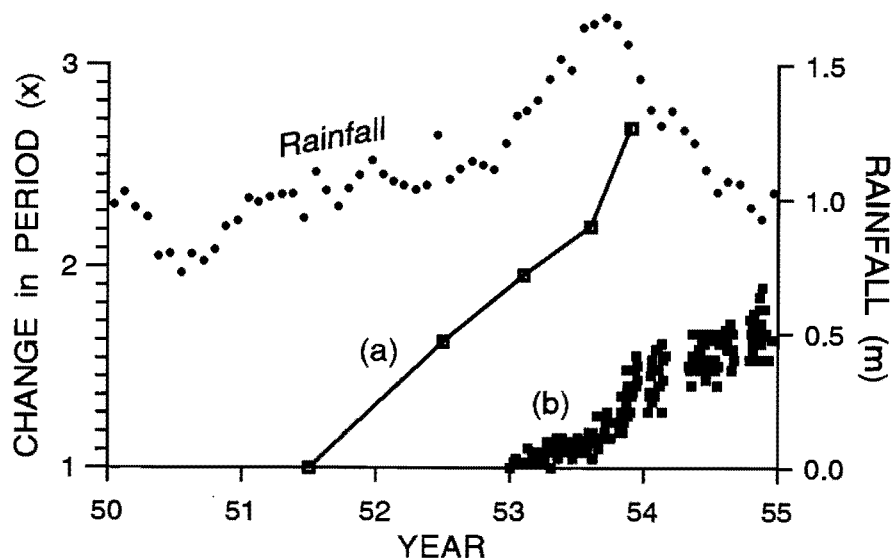 CHANGE in PERIOD (x)
3
2
1
Rainfall
(a)
(b)
1.5
1.0
0.5
0.0
RAINFALL (m)
50 51 52 53 54 55
YEAR